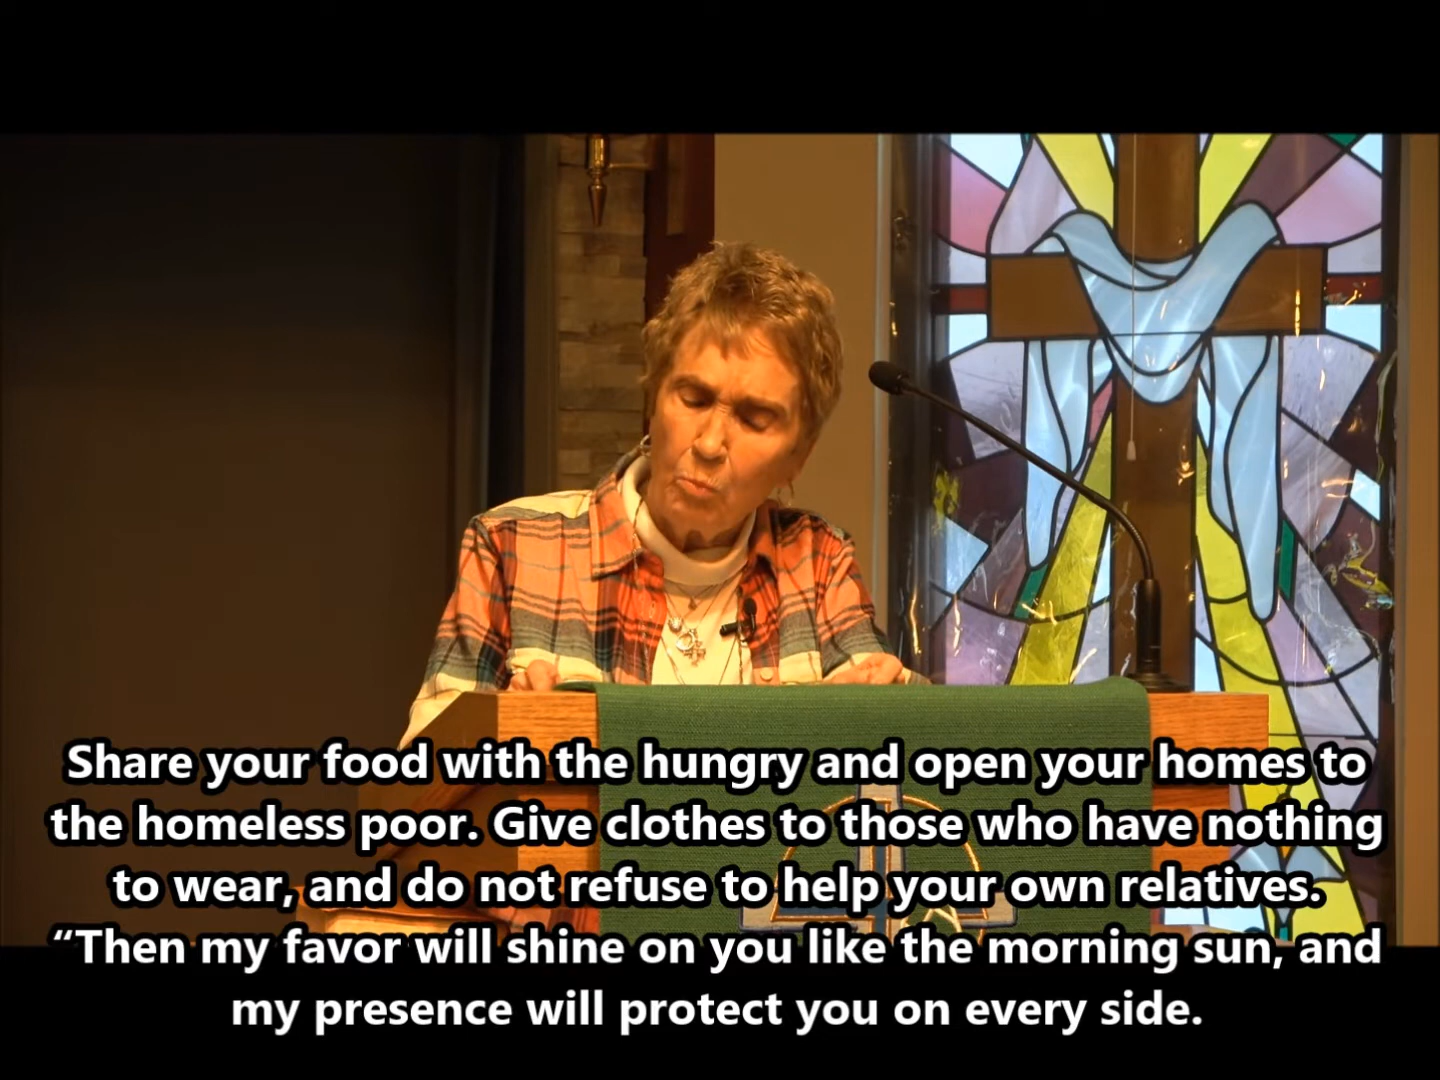 Share your food with the hungry and open your homes to
the homeless poor. Give clothes to those who have nothing
to wear, and do not refuse to help your own relatives.
“Then my favor will shine on you like the morning sun, and
my presence will protect you on every side.